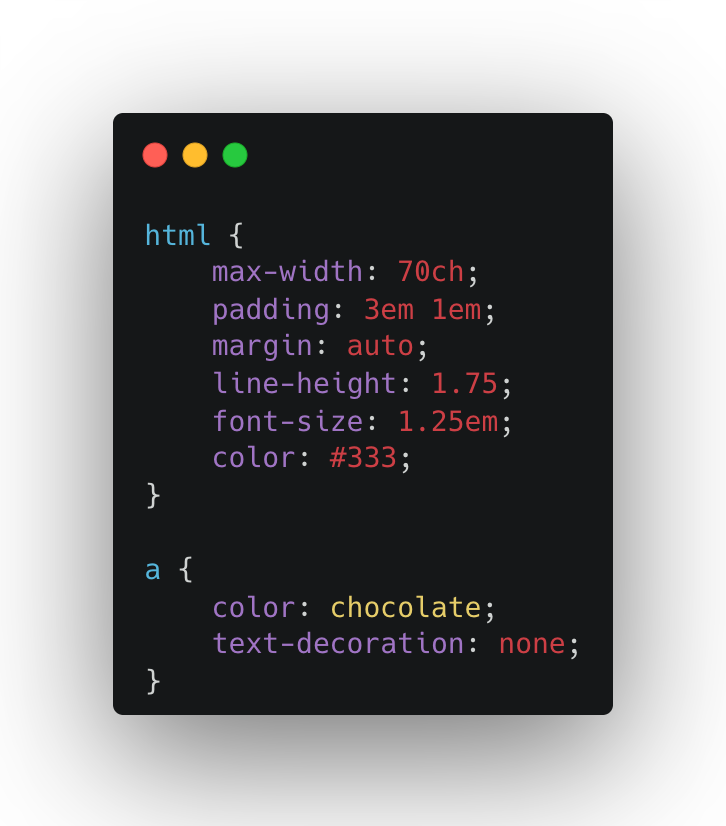 html {
    max-width: 70ch;
    padding: 3em 1em;
    margin: auto;
    line-height: 1.75;
    font-size: 1.25em;
    color: #333;
}

a {
    color: chocolate;
    text-decoration: none;
}